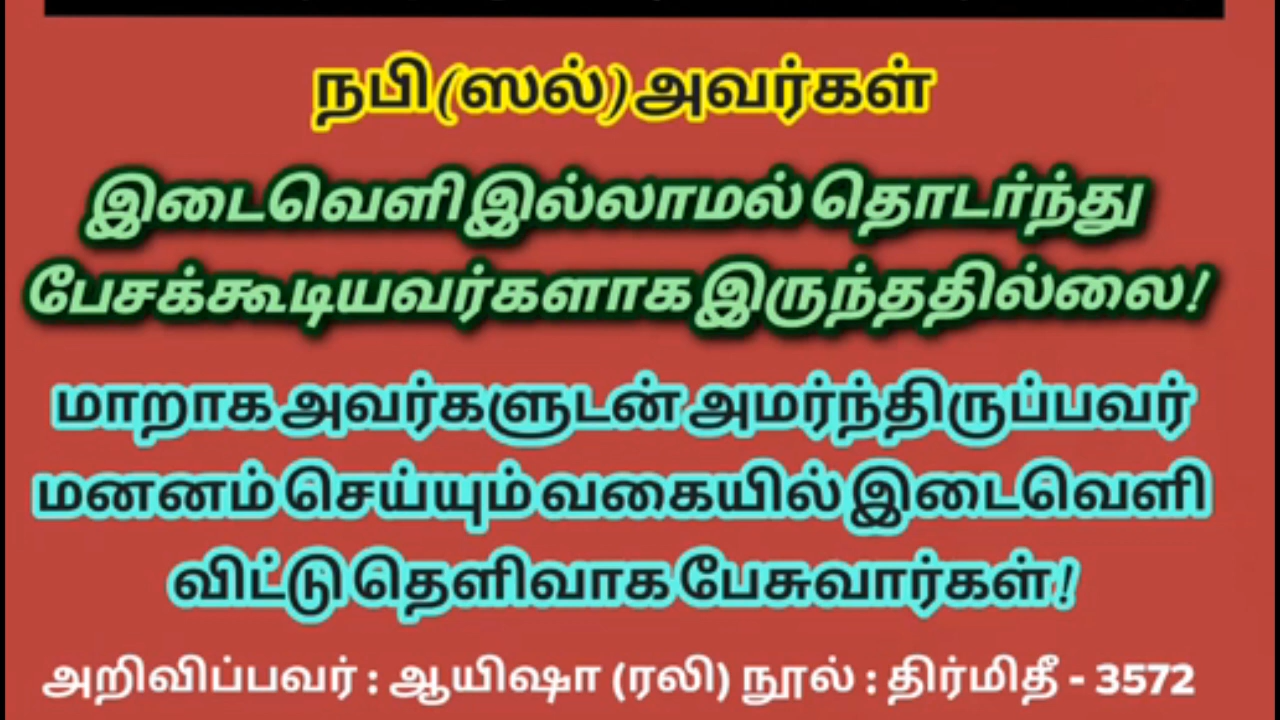 நபி (ஸல்) அவர்கள்
இடைவெளி இல்லாமல் தொடர்ந்து
பேசக்கூடியவர்களாக இருந்ததில்லை!
மாறாக அவர்களுடன் அமர்ந்திருப்பவர்
மனனம் செய்யும் வகையில் இடைவெளி
விட்டு தெளிவாக பேசுவார்கள்!
அறிவிப்பவர் : ஆயிஷா (ரலி) நூல் : திர்மிதீ - 3572